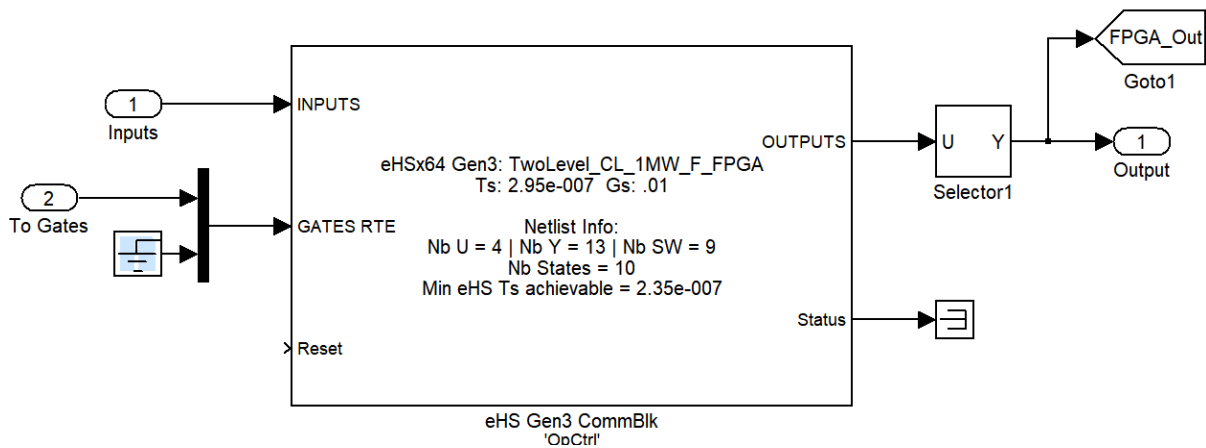 FPGA_Out
Goto1
1
Inputs
INPUTS
OUTPUTS
U Y
Selector1
1
Output
eHSx64 Gen3: TwoLevel_CL_1MW_F_FPGA
Ts: 2.95e-007 Gs: .01
2
To Gates
GATES RTE
Netlist Info:
Nb U = 4 | Nb Y = 13 | Nb SW = 9
Nb States = 10
Min eHS Ts achievable = 2.35e-007
Status
Reset
eHS Gen3 CommBlk
'OpCtrl'